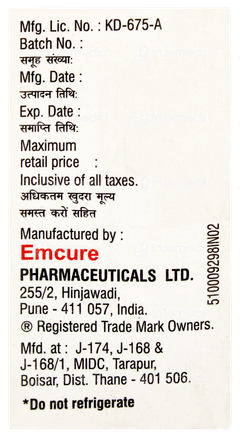 Mfg. Lic. No. : KD-675-A
Batch No. :
समूह संख्या:
Mfg. Date :
उत्पादन तिथि:
Exp. Date :
समाप्ति तिथि:
Maximum
retail price :
Inclusive of all taxes.
अधिकतम खुदरा मूल्य
समस्त करों सहित
Manufactured by :
Emcure
PHARMACEUTICALS LTD.
255/2, Hinjawadi,
Pune - 411 057, India.
® Registered Trade Mark Owners.
Mfd. at : J-174, J-168 &
J-168/1, MIDC, Tarapur,
Boisar, Dist. Thane - 401 506.
*Do not refrigerate
510009298IN02